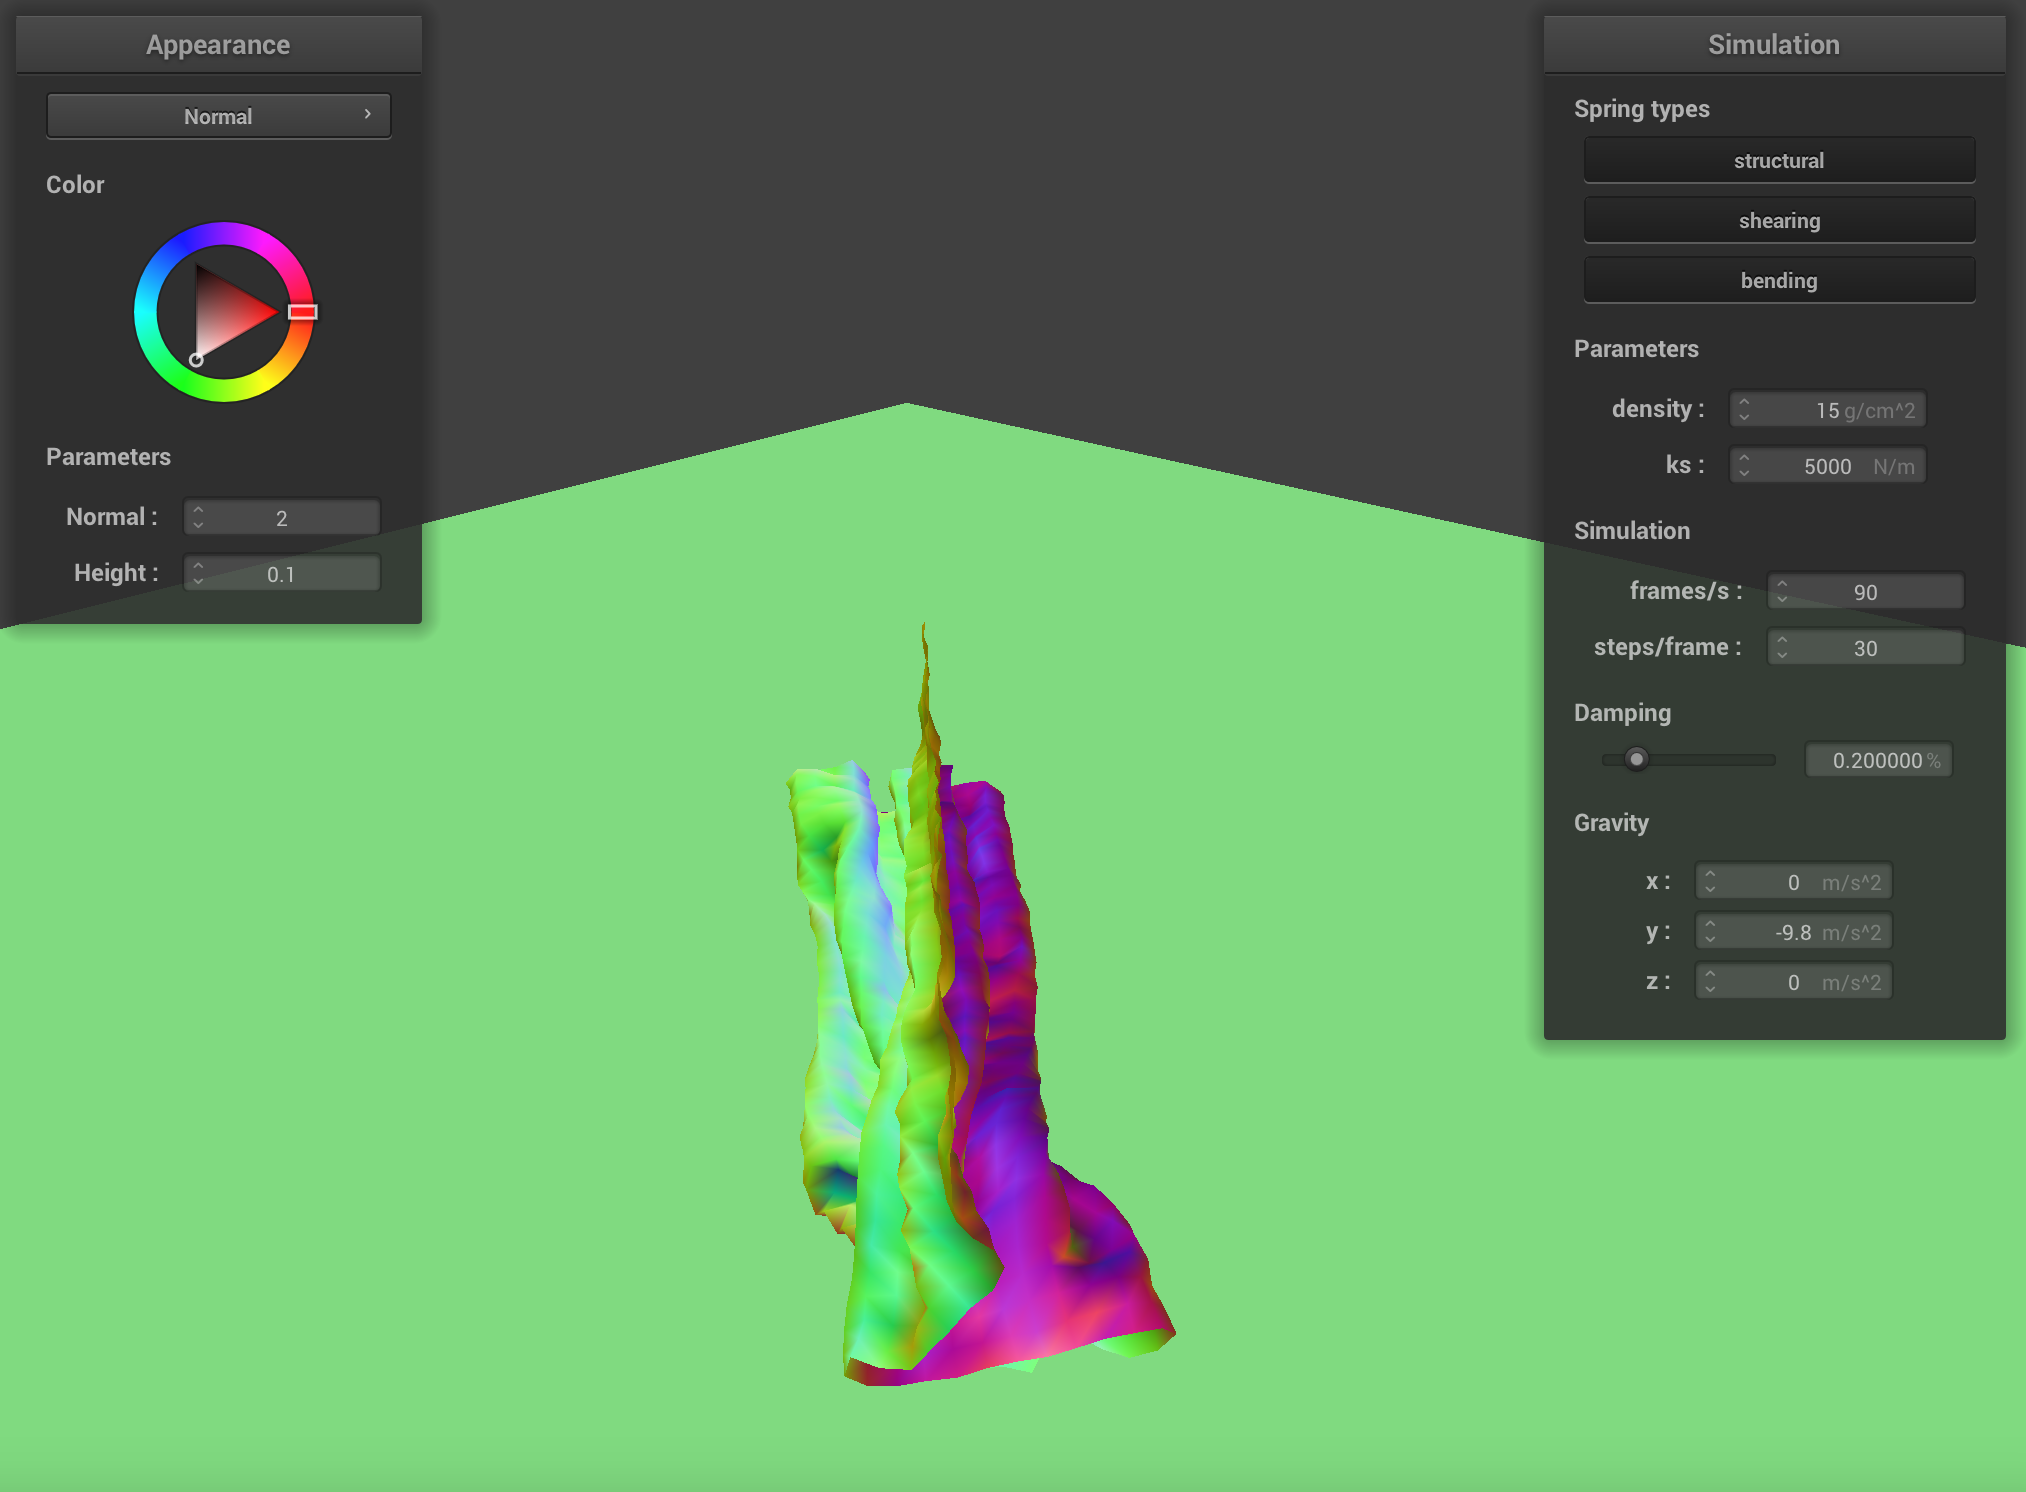 Appearance
Normal
Color
Parameters
Normal : 2
Height : 0.1
Simulation
Spring types
structural
shearing
bending
Parameters
density : 15 g/cm^2
ks : 5000 N/m
Simulation
frames/s : 90
steps/frame : 30
Damping
0.200000 %
Gravity
x : 0 m/s^2
y : -9.8 m/s^2
z : 0 m/s^2